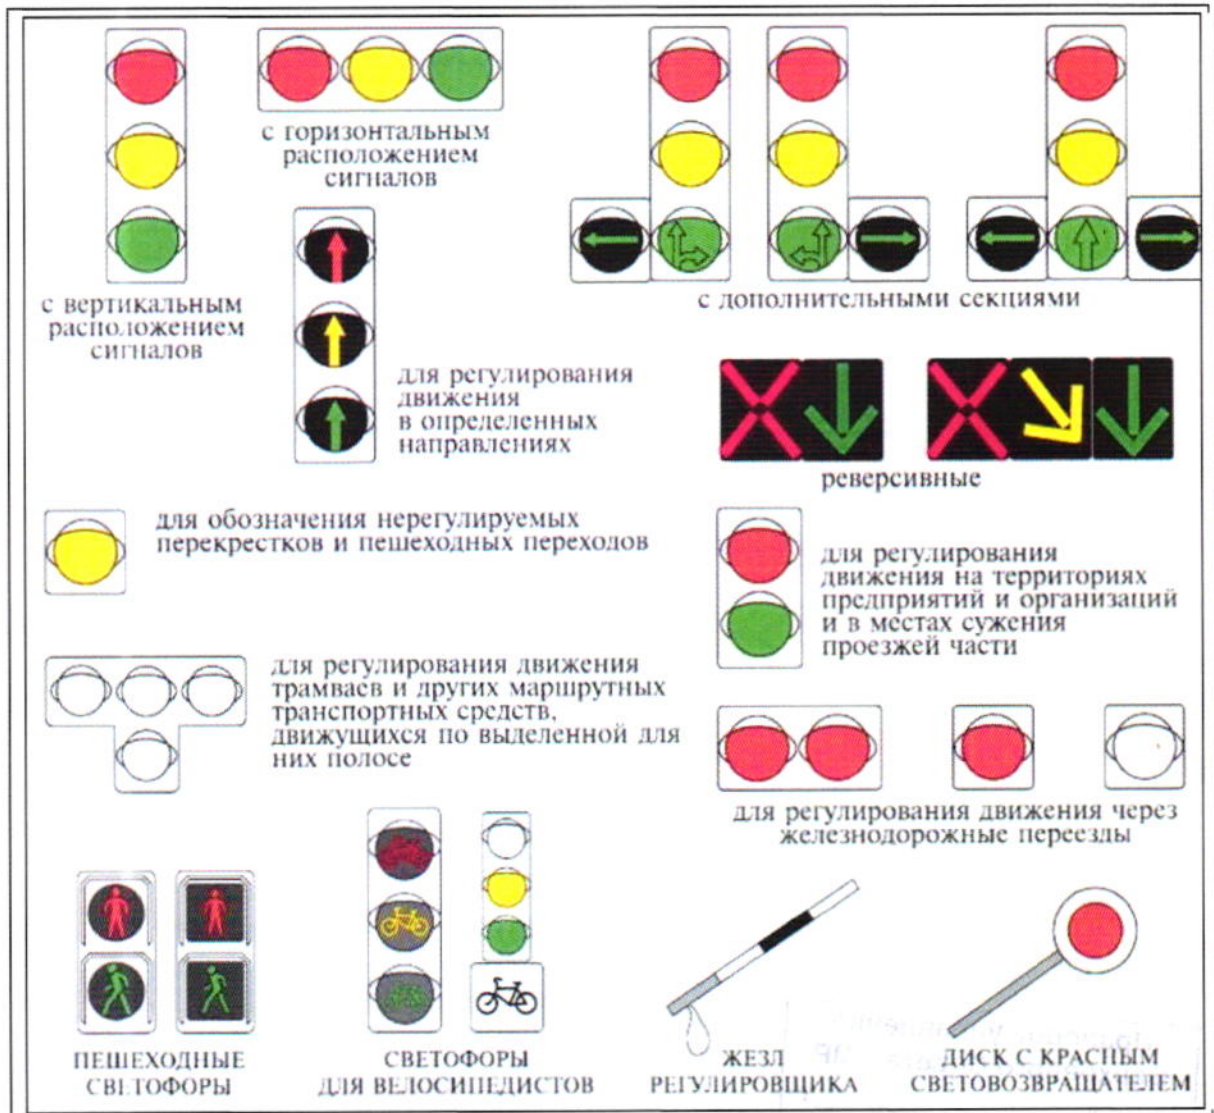 с горизонтальным
расположением
сигналов
с вертикальным
расположением
сигналов
с дополнительными секциями
для регулирования
движения
в определенных
направлениях
реверсивные
для обозначения нерегулируемых
перекрестков и пешеходных переходов
для регулирования
движения на территориях
предприятий и организаций
и в местах сужения
проезжей части
для регулирования движения
трамваев и других маршрутных
транспортных средств,
движущихся по выделенной для
них полосе
для регулирования движения через
железнодорожные переезды
ПЕШЕХОДНЫЕ
СВЕТОФОРЫ
СВЕТОФОРЫ
ДЛЯ ВЕЛОСИПЕДИСТОВ
ЖЕЗЛ
РЕГУЛИРОВЩИКА
ДИСК С КРАСНЫМ
СВЕТОВОЗВРАЩАТЕЛЕМ